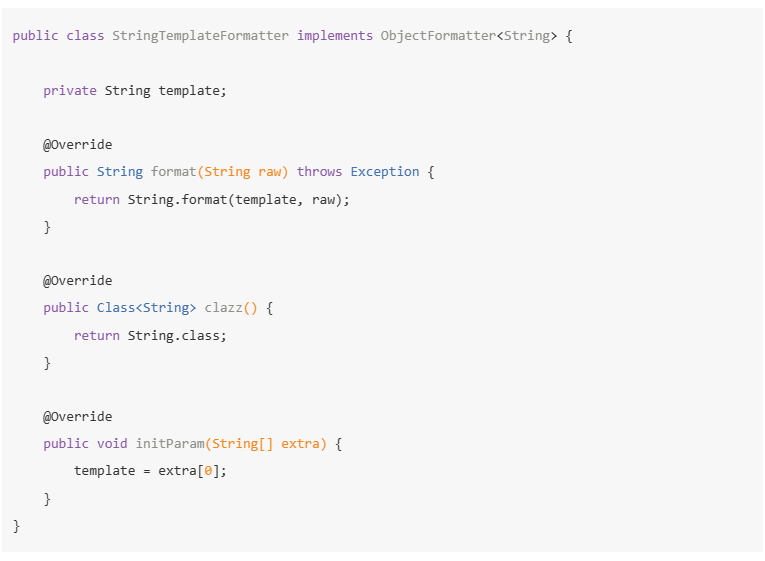 public class StringTemplateFormatter implements ObjectFormatter<String> {
    private String template;
    @Override
    public String format(String raw) throws Exception {
        return String.format(template, raw);
    }
    @Override
    public Class<String> clazz() {
        return String.class;
    }
    @Override
    public void initParam(String[] extra) {
        template = extra[0];
    }
}